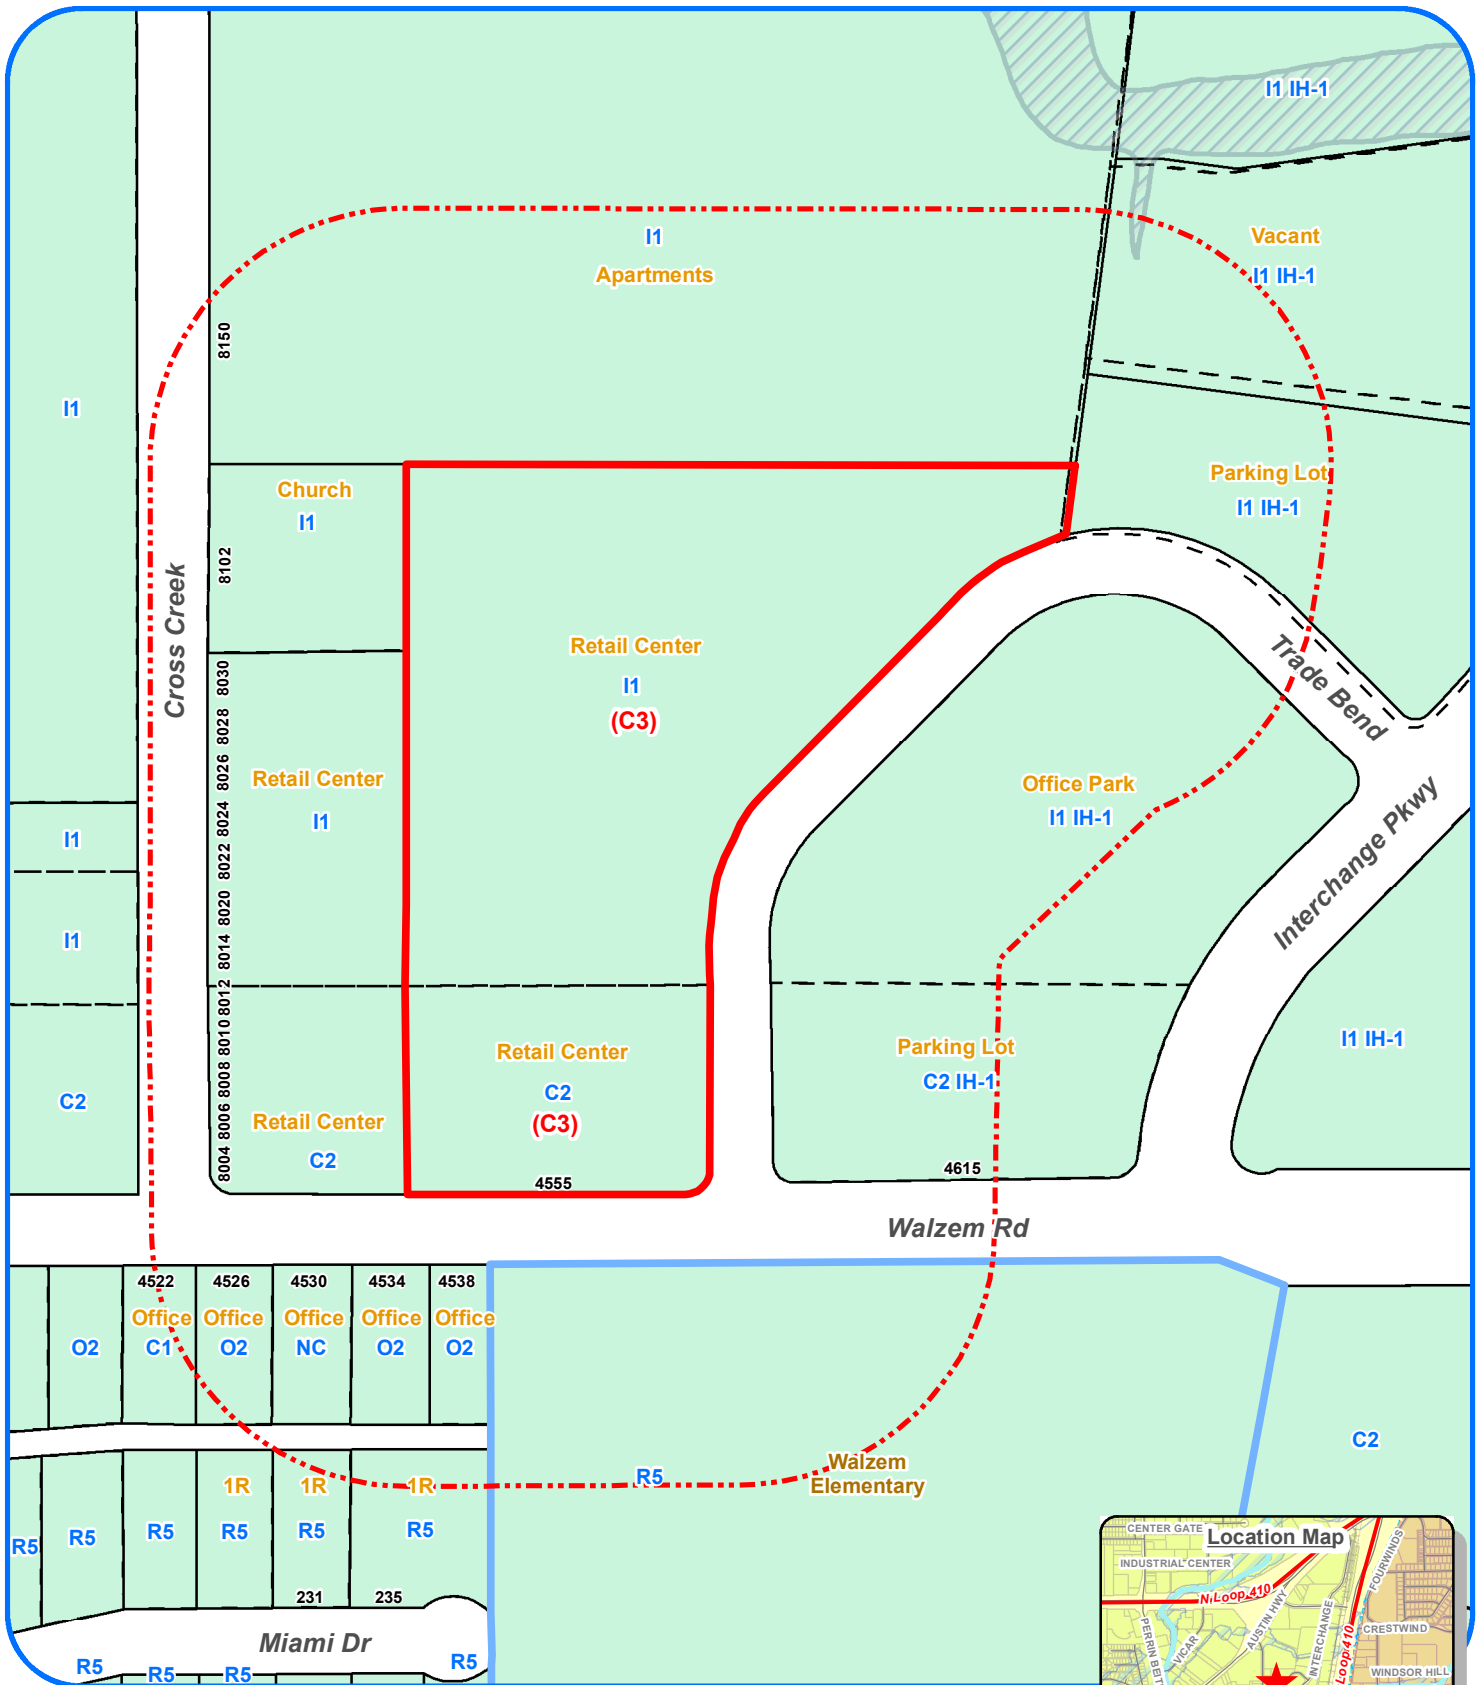 I1 IH-1
Vacant
I1 IH-1
I1
Apartments
8150
I1
Church
I1
Parking Lot
I1 IH-1
8102
Cross Creek
Retail Center
I1
(C3)
Trade Bend
8030
8028
8026
8024
8022
8020
8014
8012
8010
8008
8006
8004
Retail Center
I1
Office Park
I1 IH-1
Interchange Pkwy
I1
I1
C2
Retail Center
C2
(C3)
Retail Center
C2
Parking Lot
C2 IH-1
I1 IH-1
4555
4615
Walzem Rd
4522
4526
4530
4534
4538
Office
Office
Office
Office
Office
O2
C1
O2
NC
O2
O2
C2
Walzem
Elementary
R5
1R
1R
1R
R5
R5
R5
R5
R5
R5
231
235
Miami Dr
R5
R5
R5
R5
Location Map
CENTER GATE
INDUSTRIAL CENTER
N Loop 410
FOURWINDS
AUSTIN HWY
INTERCHANGE
VICAR
PERRIN BEIT
Loop 410
CRESTWIND
WINDSOR HILL